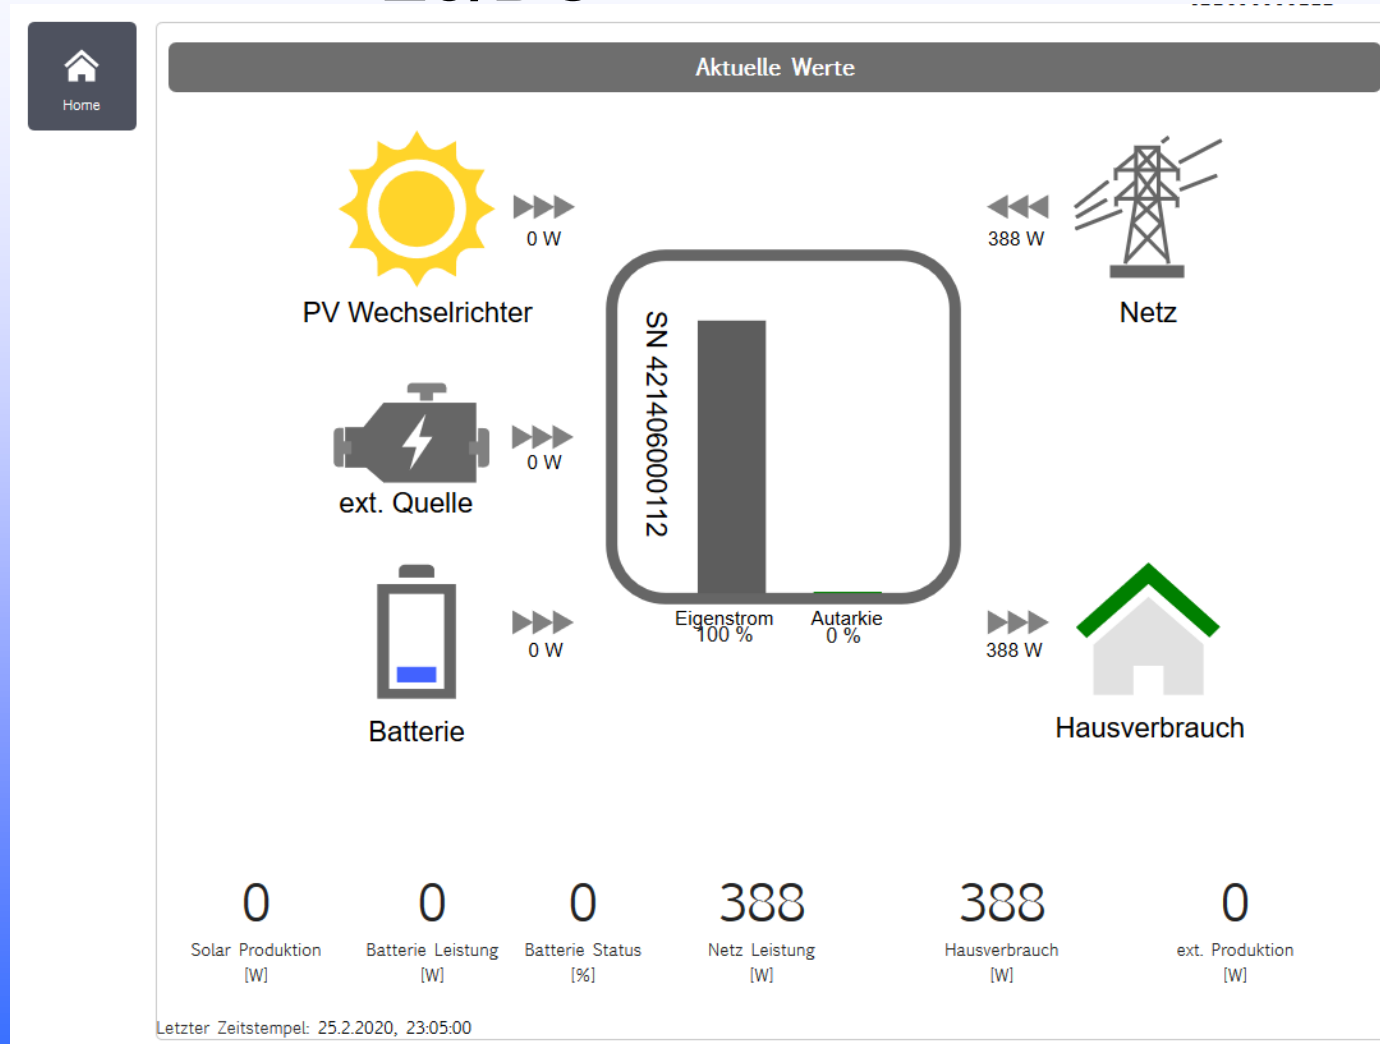 Home
Aktuelle Werte
0 W
388 W
PV Wechselrichter
Netz
SN 421406000112
0 W
ext. Quelle
Eigenstrom
100 %
Autarkie
0 %
0 W
388 W
Batterie
Hausverbrauch
0
0
0
388
388
0
Solar Produktion
[W]
Batterie Leistung
[W]
Batterie Status
[%]
Netz Leistung
[W]
Hausverbrauch
[W]
ext. Produktion
[W]
Letzter Zeitstempel: 25.2.2020, 23:05:00